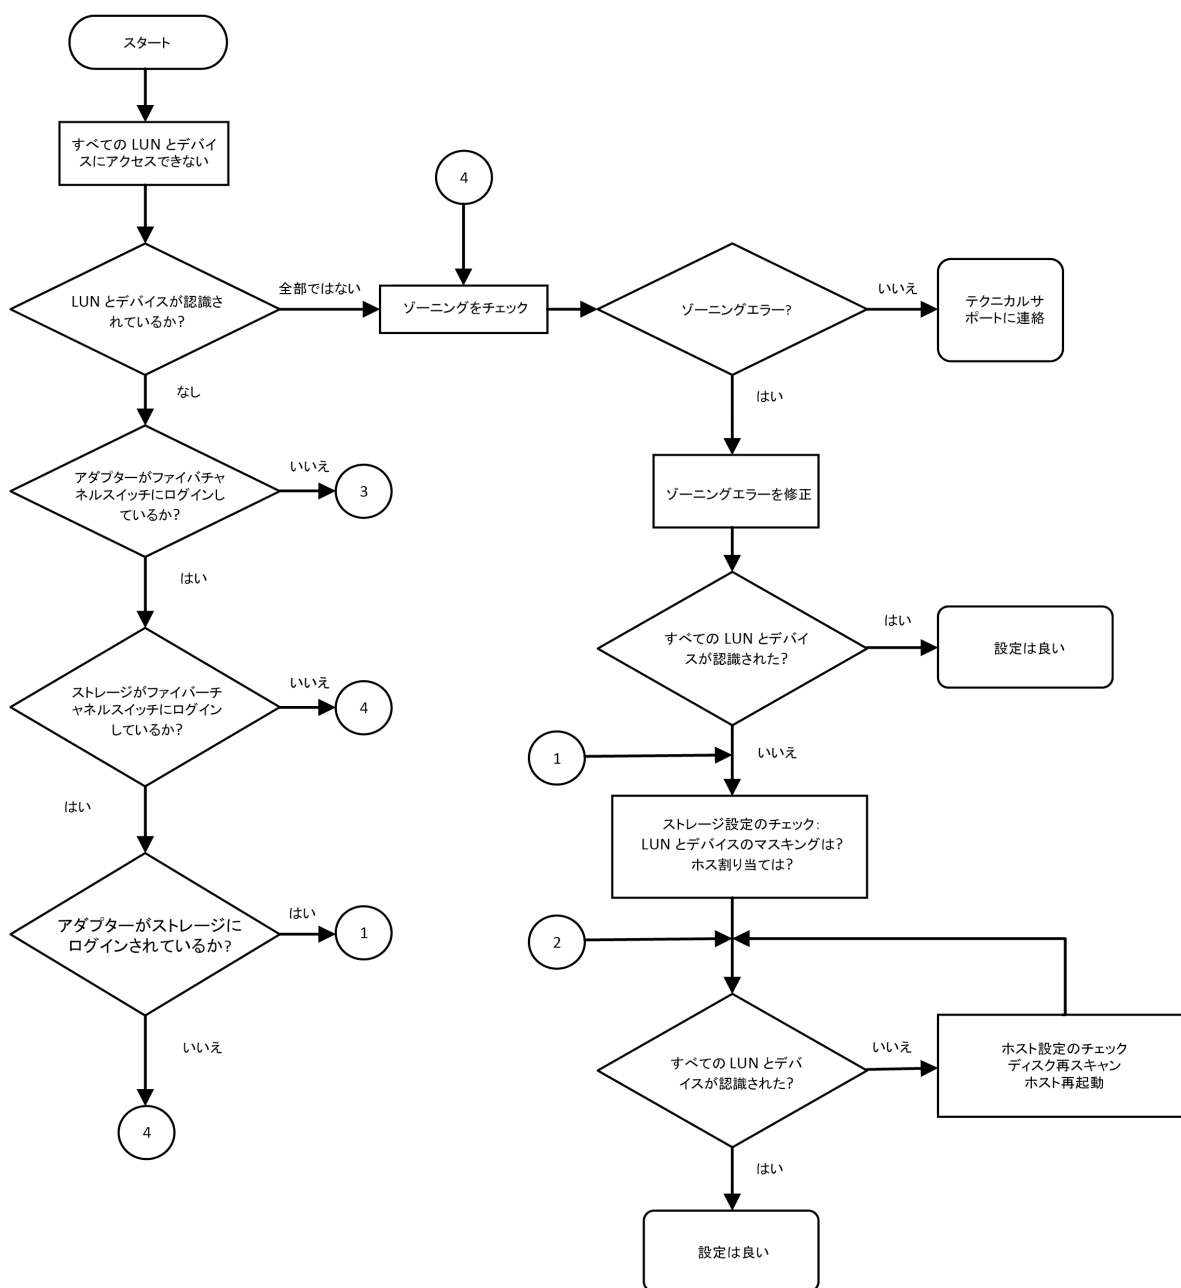 スタート
すべての LUN とデバイ
スにアクセスできない
4
LUN とデバイスが認識さ
れているか?
全部ではない
ゾーニングをチェック
ゾーニングエラー?
いいえ
テクニカルサ
ポートに連絡
なし
はい
アダプターがファイバチャ
ネルスイッチにログインし
ているか?
いいえ
3
ゾーニングエラーを修正
はい
すべての LUN とデバイ
スが認識された?
はい
設定は良い
ストレージがファイバーチ
ャネルスイッチにログイン
しているか?
いいえ
4
1
いいえ
はい
ストレージ設定のチェック:
LUN とデバイスのマスキングは?
ホス割り当ては?
アダプターがストレージに
ログインされているか?
はい
1
2
いいえ
すべての LUN とデバ
イスが認識された?
いいえ
ホスト設定のチェック
ディスク再スキャン
ホスト再起動
4
はい
設定は良い